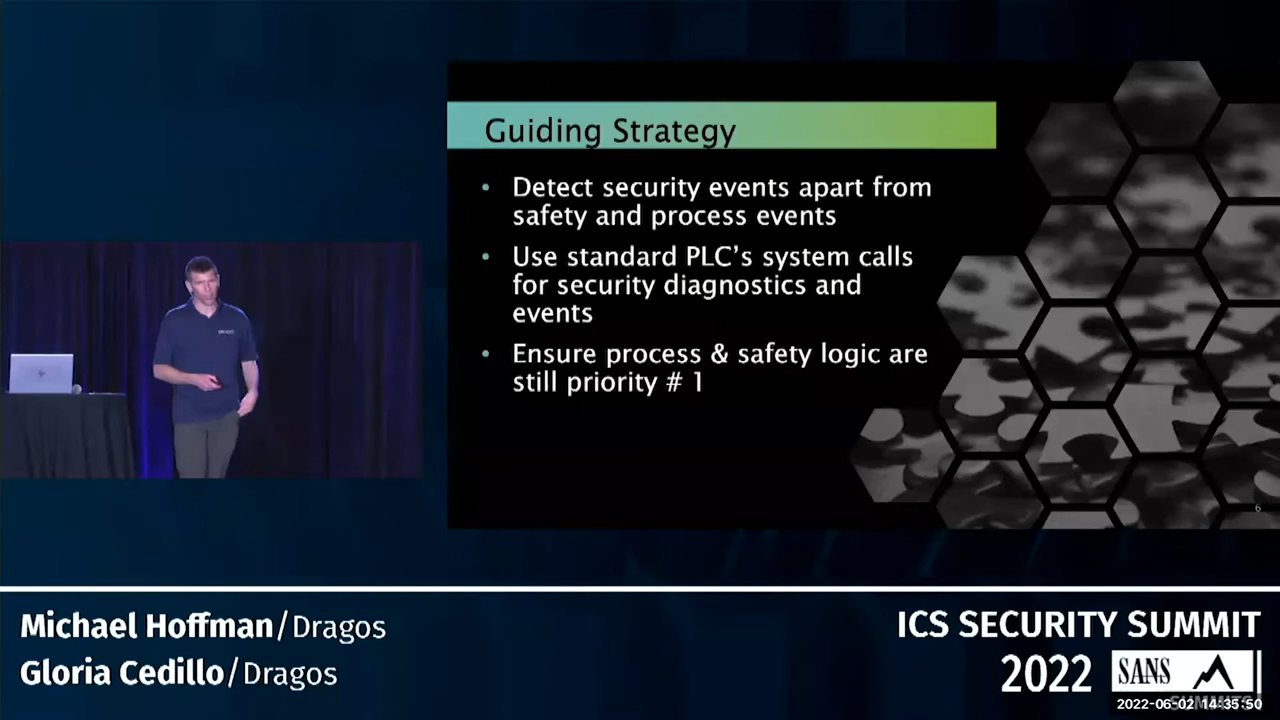 Guiding Strategy
• Detect security events apart from
safety and process events
• Use standard PLC's system calls
for security diagnostics and
events
• Ensure process & safety logic are
still priority # 1
6
Michael Hoffman/Dragos
Gloria Cedillo/Dragos
ICS SECURITY SUMMIT
2022
SANS
SUMMITS
2022-06-02 14:35:50